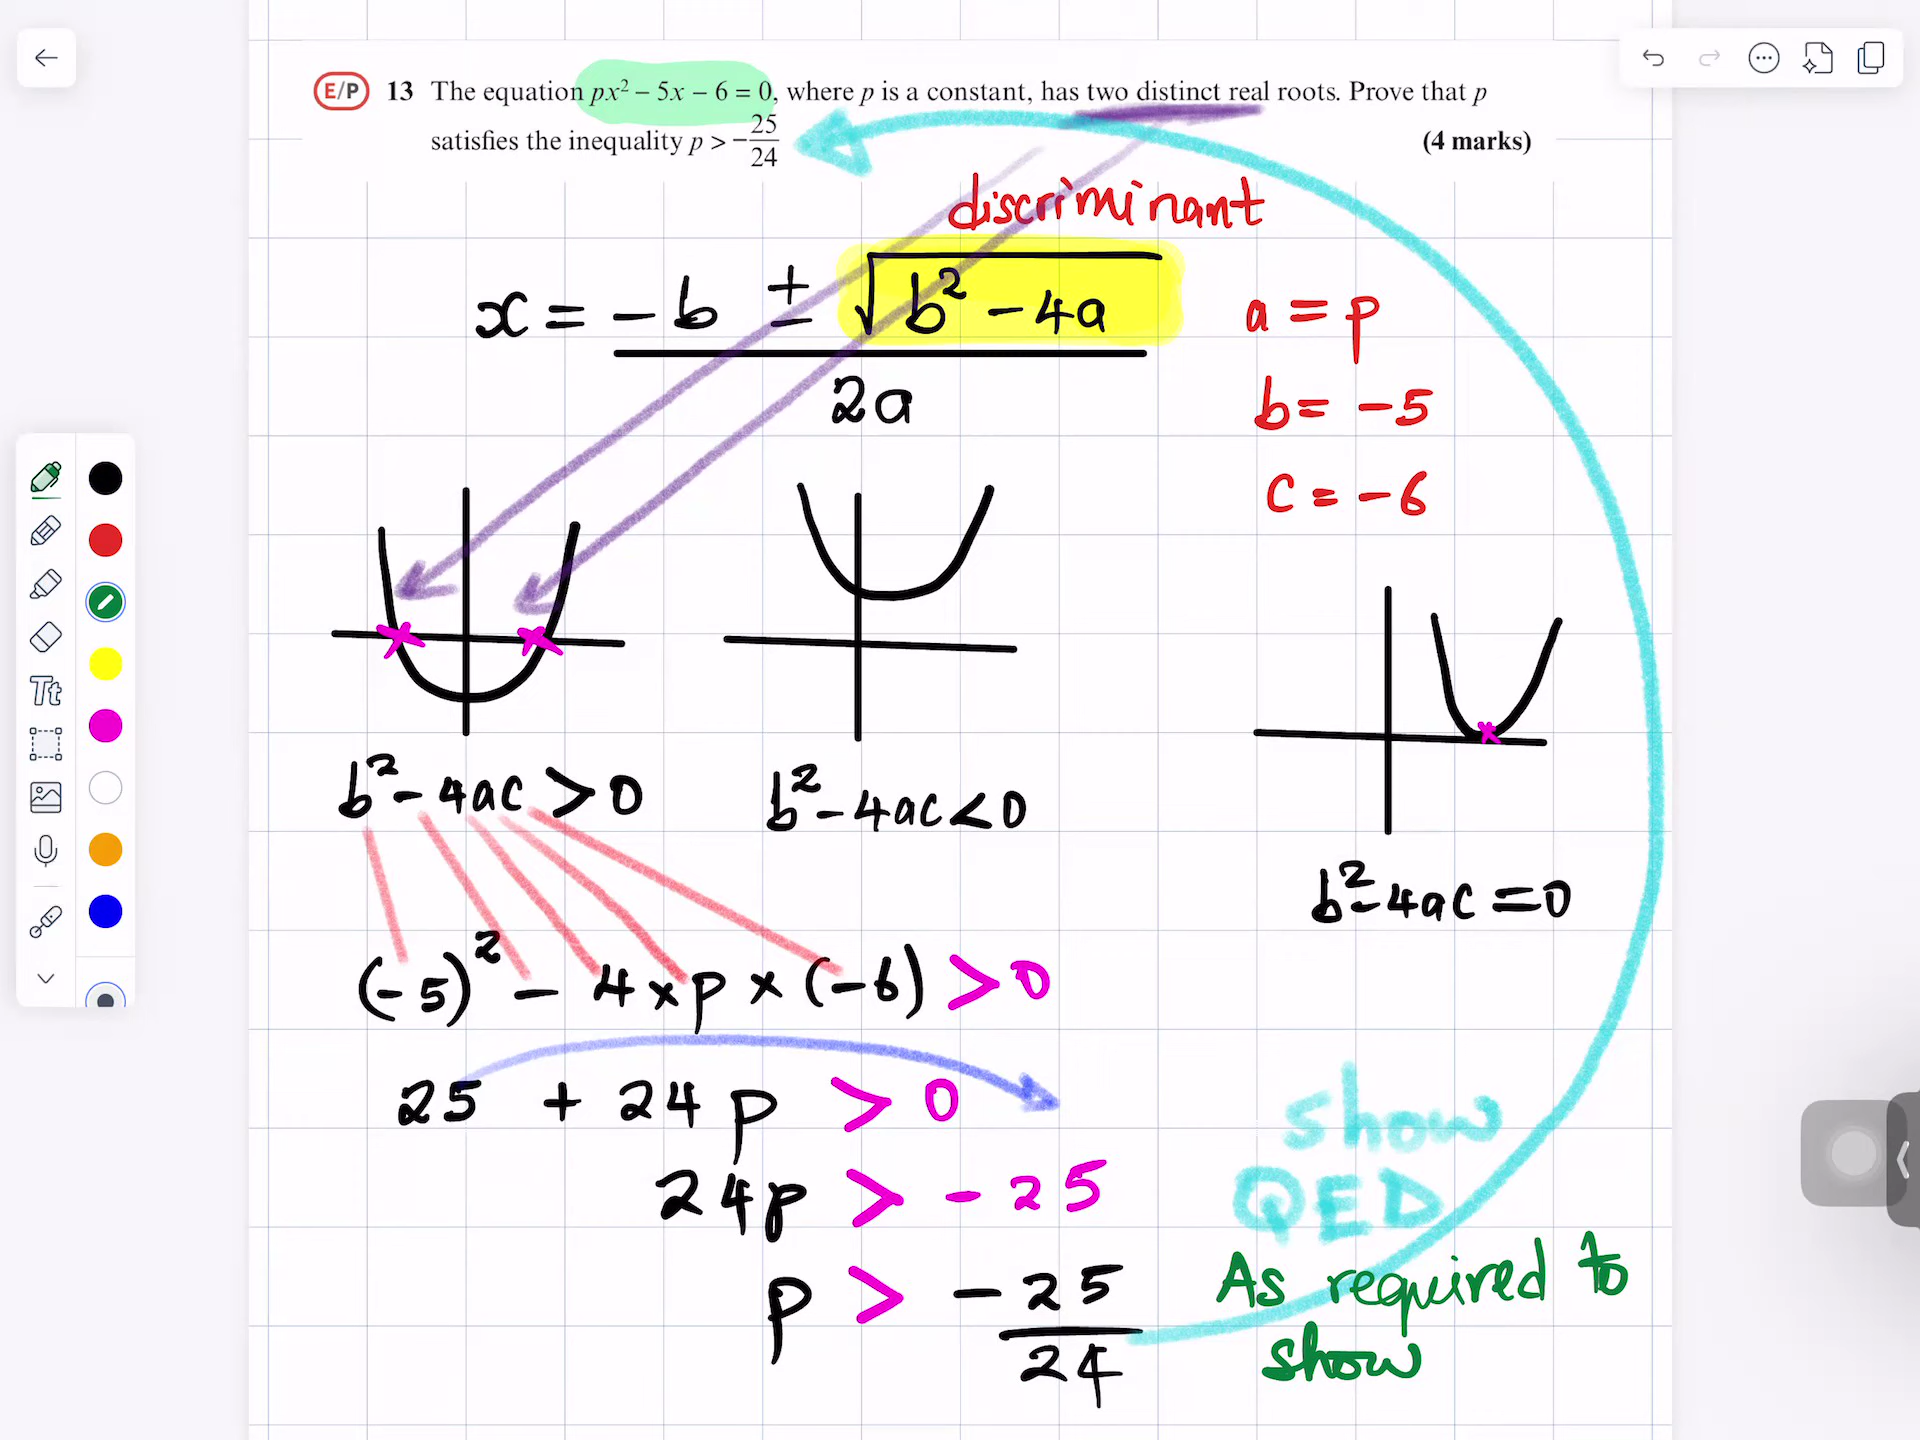 E/P 13 The equation px² – 5x – 6 = 0, where p is a constant, has two distinct real roots. Prove that p
satisfies the inequality p > –25/24 (4 marks)
discriminant
x = –b ± √b² – 4a / 2a
a = p
b = –5
c = –6
b² – 4ac > 0
b² – 4ac < 0
b² – 4ac = 0
(–5)² – 4 × p × (–6) > 0
25 + 24p > 0
24p > –25
p > –25/24
show
QED
As required to
show
Tt